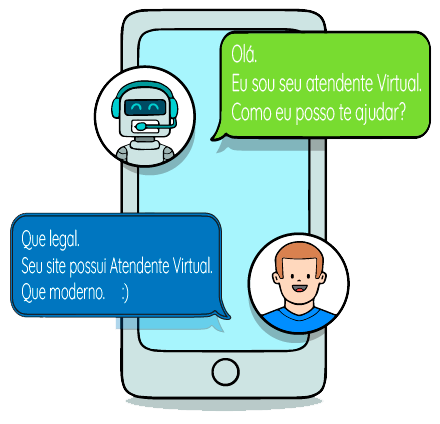 Olá.
Eu sou seu atendente Virtual.
Como eu posso te ajudar?
Que legal.
Seu site possui Atendente Virtual.
Que moderno. :)